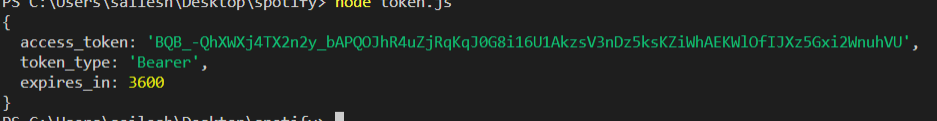 PS C:\Users\sailesh\Desktop\spotify> node token.js
{
  access_token: 'BQB_-QhXWXj4TX2n2y_bAPQOJhR4uZjRqKqJ0G8i16U1AkzsV3nDz5ksKZiWhAEKWlOfIJXz5Gxi2WnuhVU',
  token_type: 'Bearer',
  expires_in: 3600
}
PS C:\Users\sailesh\Desktop\spotify>